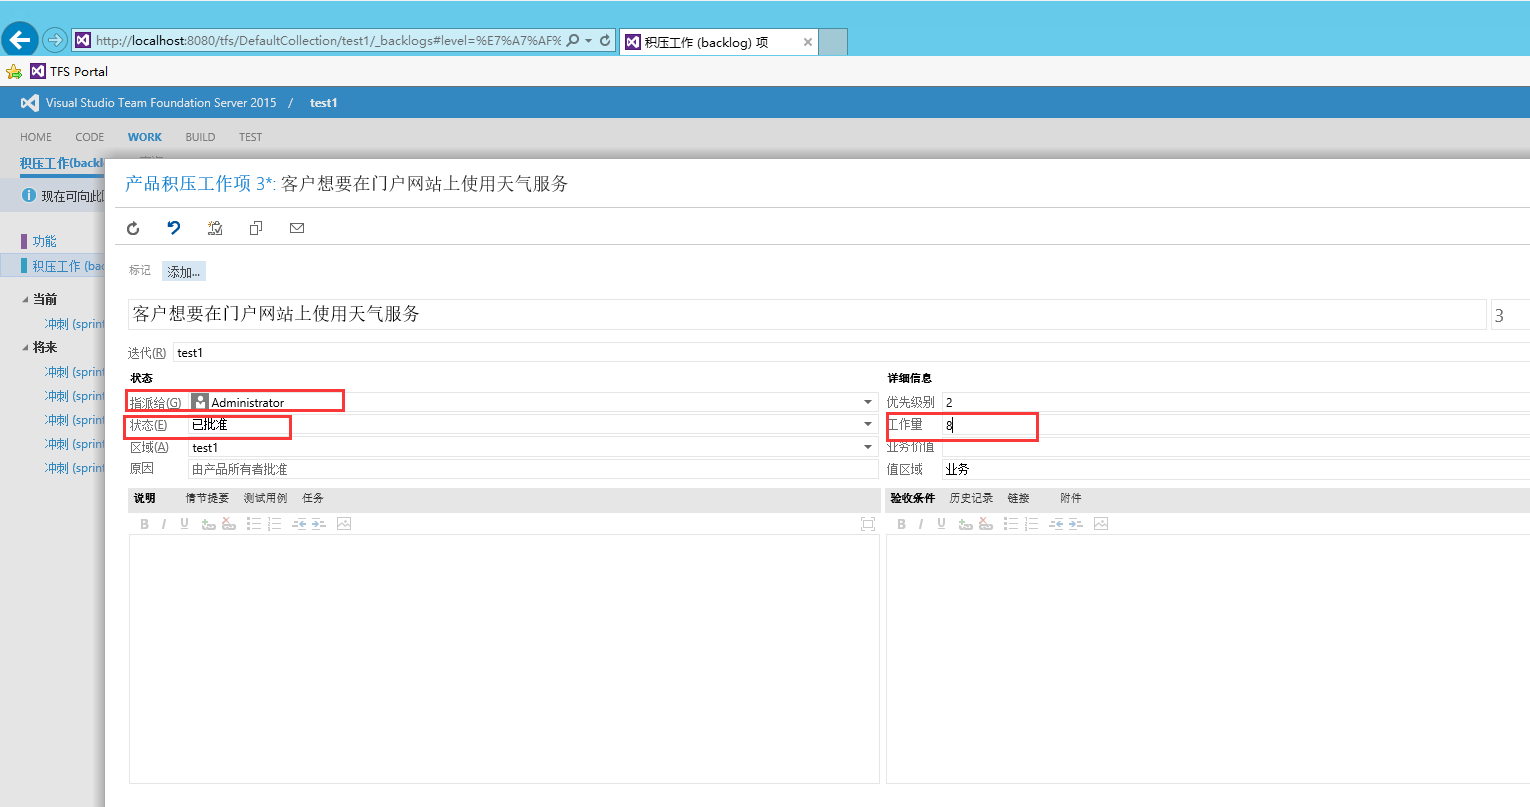 http://localhost:8080/tfs/DefaultCollection/test1/_backlogs#level=%E7%A7%AF%
积压工作 (backlog) 项
TFS Portal
Visual Studio Team Foundation Server 2015 / test1
HOME CODE WORK BUILD TEST
积压工作(backl
现在可向此
功能
积压工作 (bac
当前
冲刺 (sprint
将来
冲刺 (sprint
冲刺 (sprint
冲刺 (sprint
冲刺 (sprint
冲刺 (sprint
产品积压工作项 3*: 客户想要在门户网站上使用天气服务
标记 添加...
客户想要在门户网站上使用天气服务 3
迭代(R) test1
状态
指派给(G) Administrator
状态(E) 已批准
区域(A) test1
原因 由产品所有者批准
详细信息
优先级别 2
工作量 8
业务价值
值区域 业务
说明 情节提要 测试用例 任务
B I U
验收条件 历史记录 链接 附件
B I U